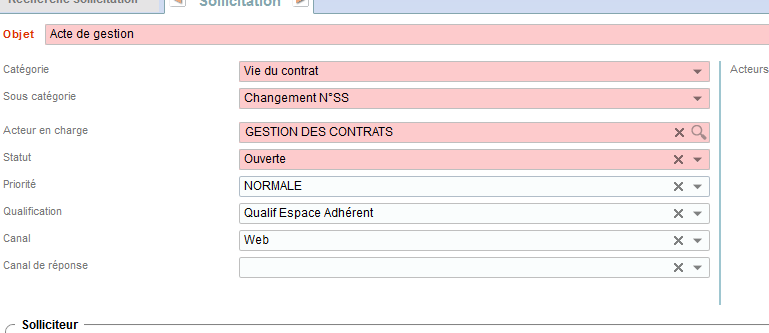 Recherche sollicitation
Sollicitation
Objet Acte de gestion
Catégorie Vie du contrat
Acteurs
Sous catégorie Changement N°SS
Acteur en charge GESTION DES CONTRATS
Statut Ouverte
Priorité NORMALE
Qualification Qualif Espace Adhérent
Canal Web
Canal de réponse
Solliciteur